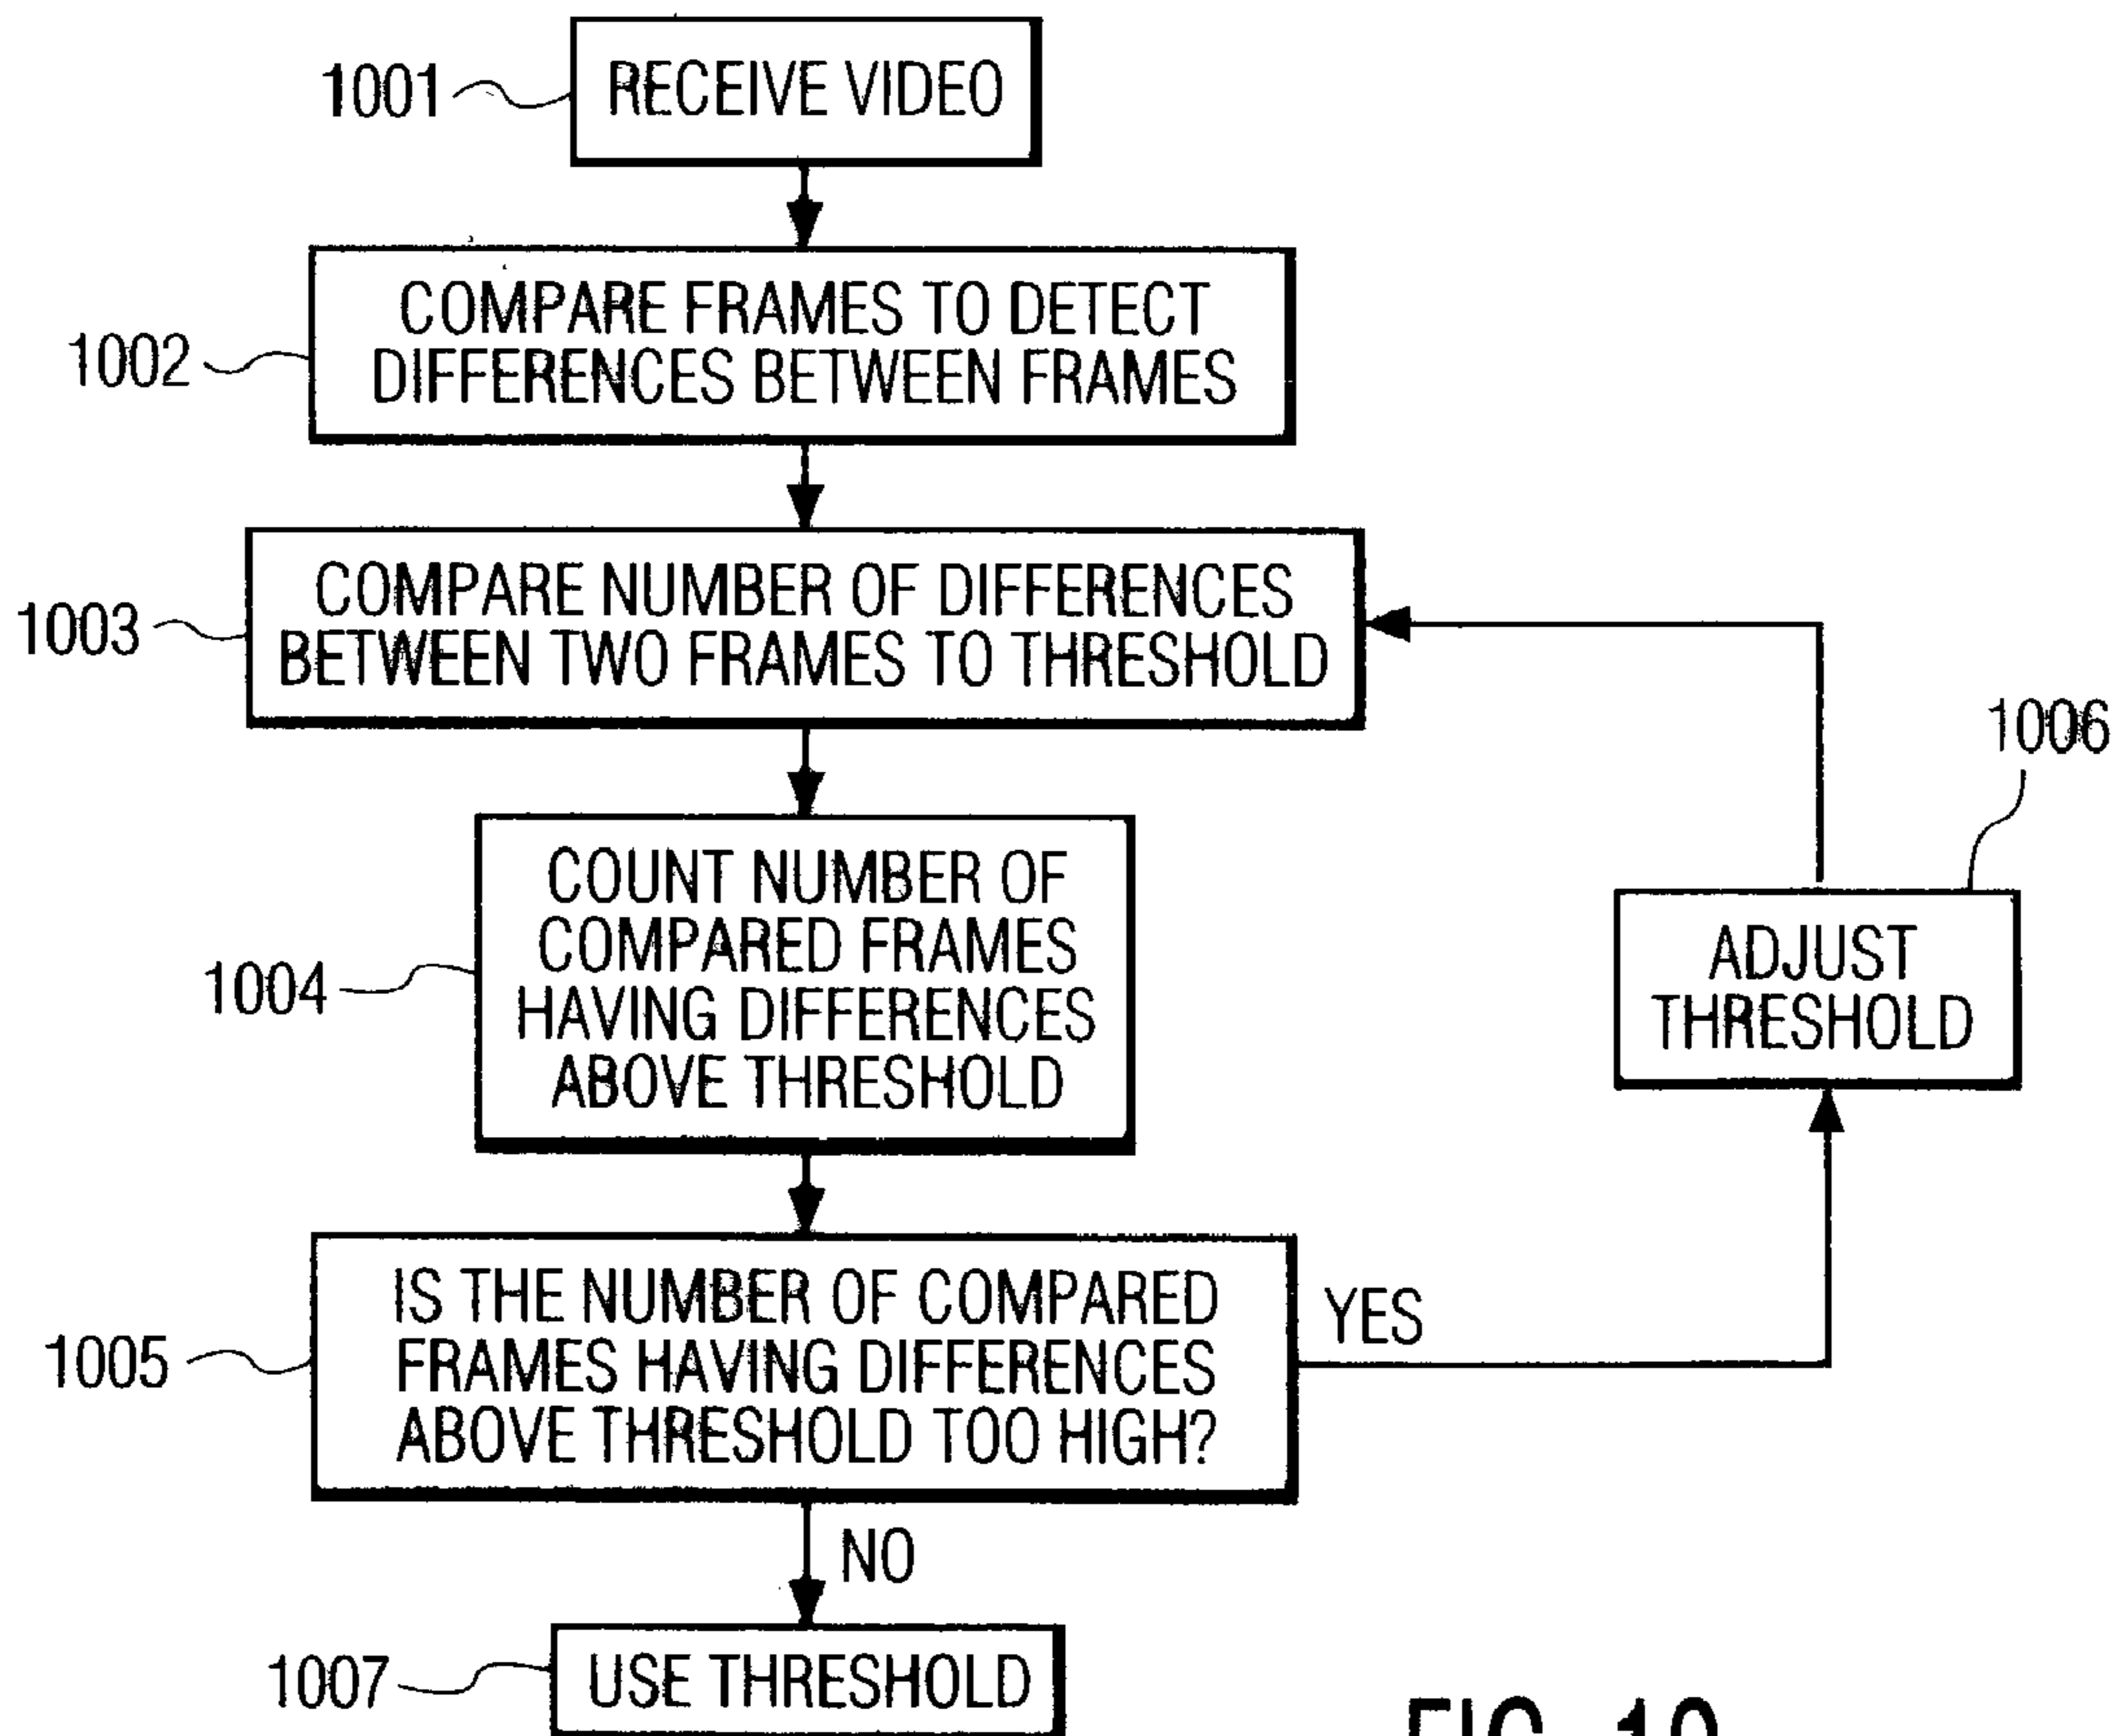 1001
RECEIVE VIDEO
1002
COMPARE FRAMES TO DETECT
DIFFERENCES BETWEEN FRAMES
1003
COMPARE NUMBER OF DIFFERENCES
BETWEEN TWO FRAMES TO THRESHOLD
1004
COUNT NUMBER OF
COMPARED FRAMES
HAVING DIFFERENCES
ABOVE THRESHOLD
1006
ADJUST
THRESHOLD
1005
IS THE NUMBER OF COMPARED
FRAMES HAVING DIFFERENCES
ABOVE THRESHOLD TOO HIGH?
YES
NO
1007
USE THRESHOLD
FIG. 10